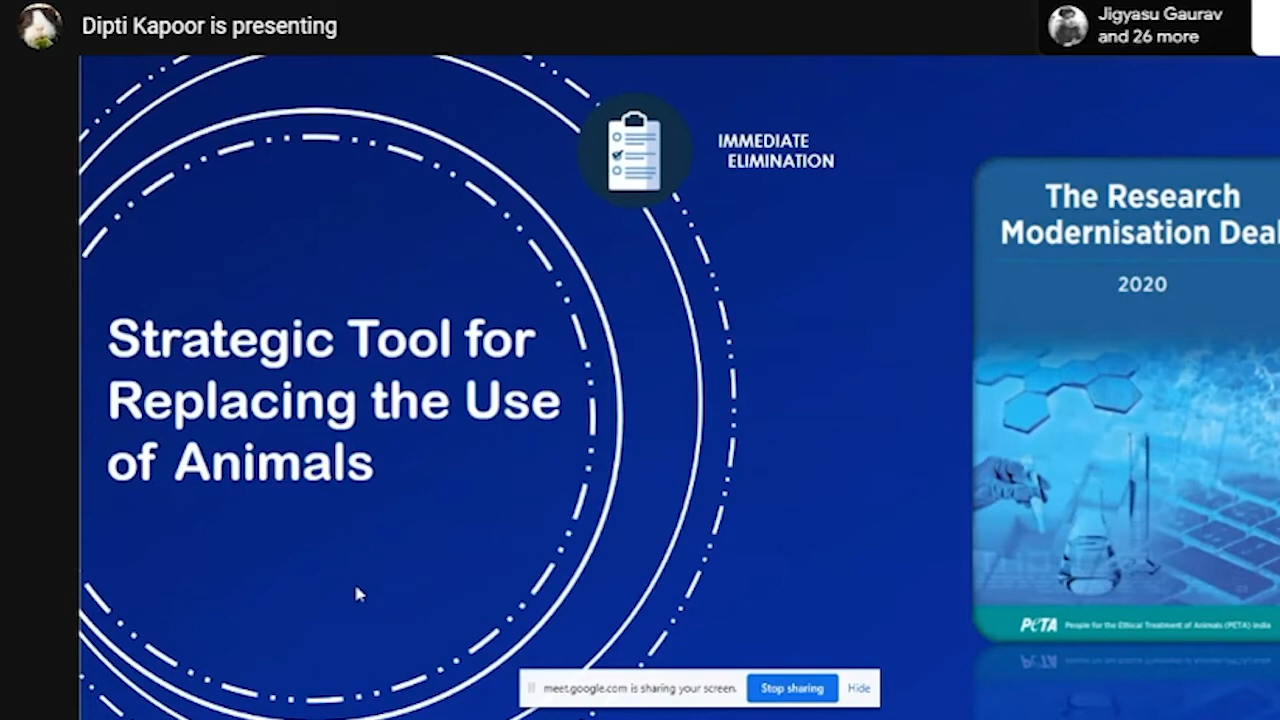 Dipti Kapoor is presenting
Jigyasu Gaurav
and 26 more
IMMEDIATE
ELIMINATION
The Research
Modernisation Deal
2020
Strategic Tool for
Replacing the Use
of Animals
PETA People for the Ethical Treatment of Animals (PETA) India
meet.google.com is sharing your screen.
Stop sharing
Hide